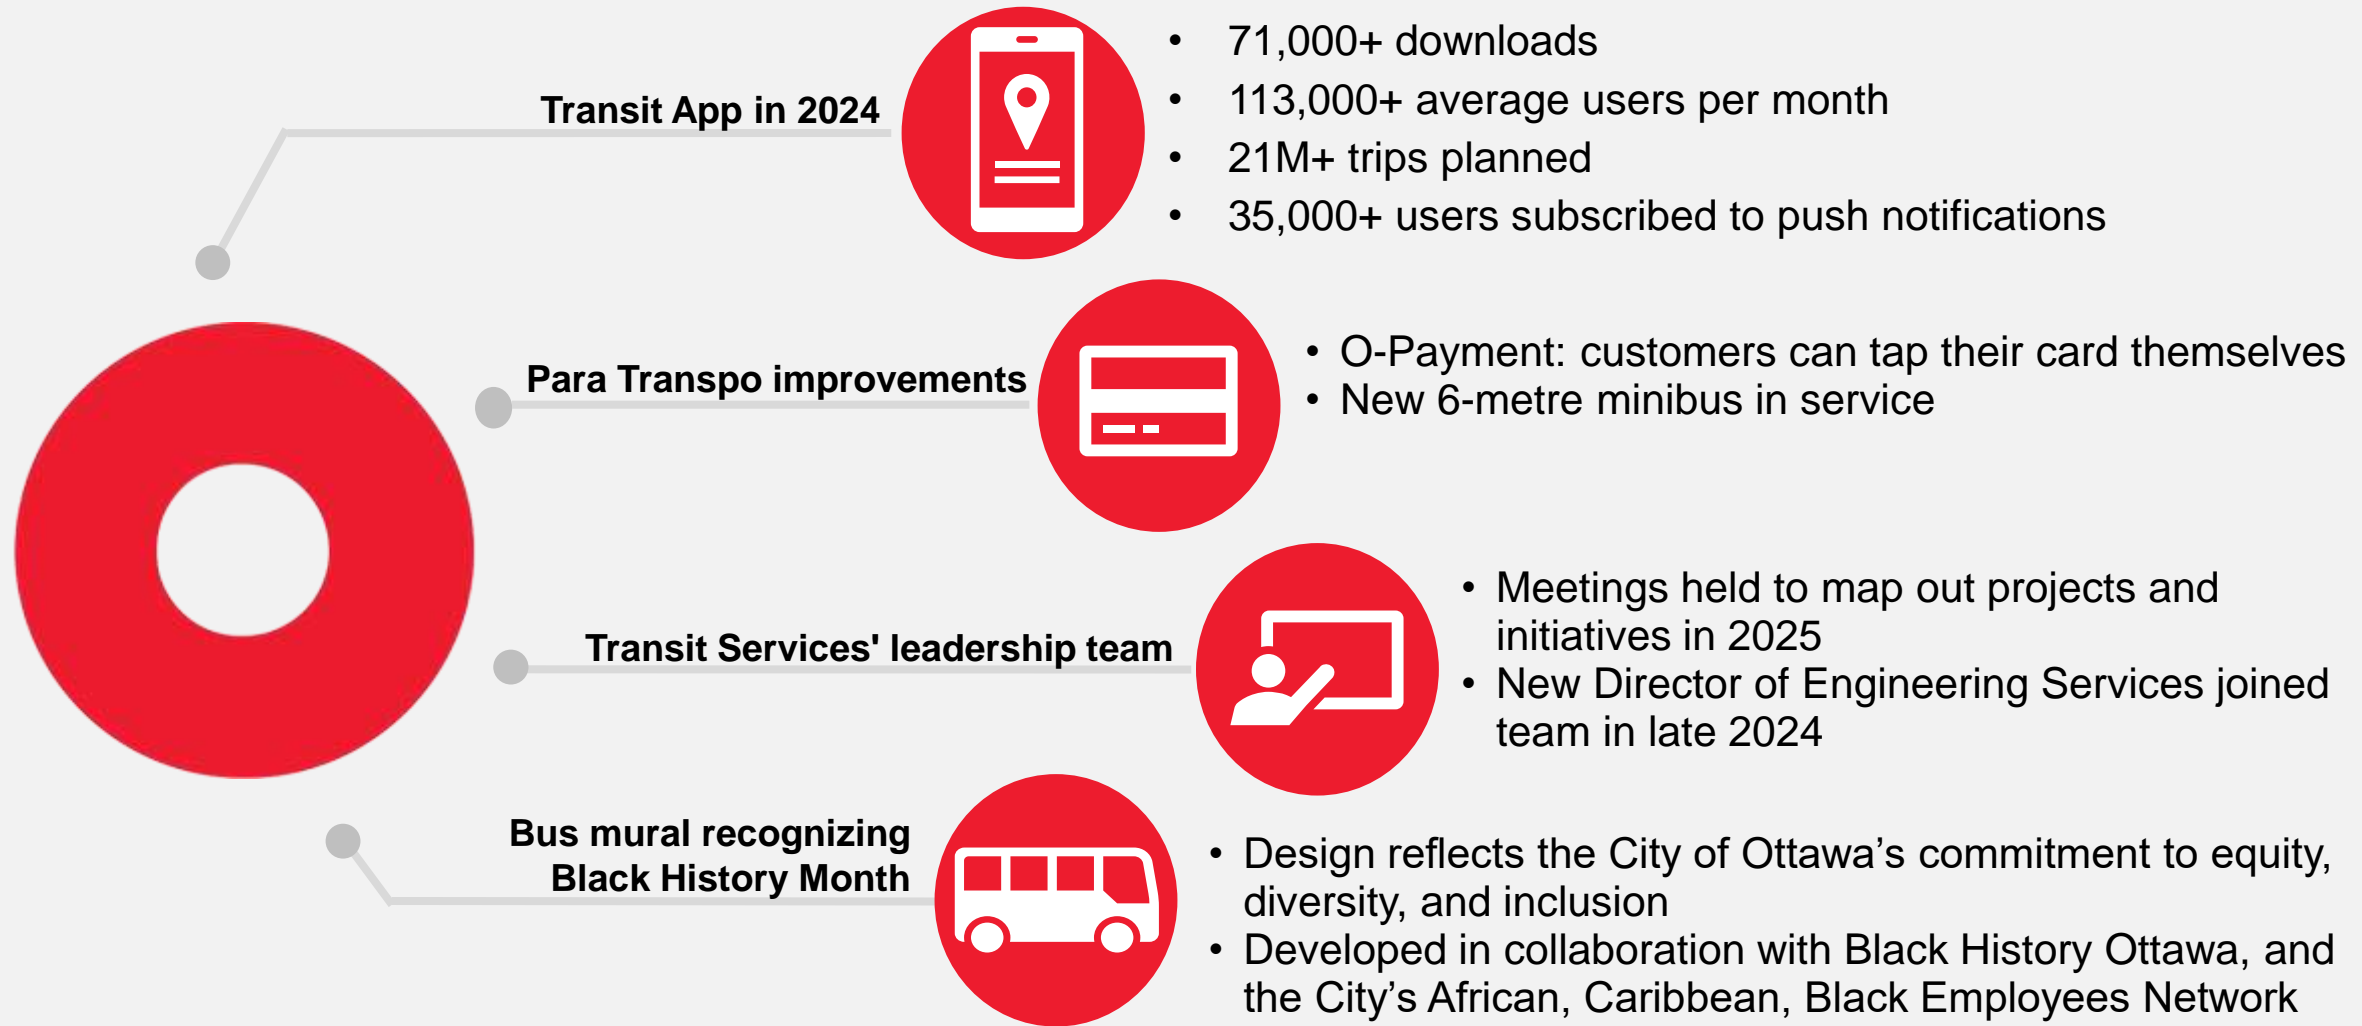 Transit App in 2024
• 71,000+ downloads
• 113,000+ average users per month
• 21M+ trips planned
• 35,000+ users subscribed to push notifications
Para Transpo improvements
• O-Payment: customers can tap their card themselves
• New 6-metre minibus in service
Transit Services' leadership team
• Meetings held to map out projects and
initiatives in 2025
• New Director of Engineering Services joined
team in late 2024
Bus mural recognizing
Black History Month
• Design reflects the City of Ottawa’s commitment to equity,
diversity, and inclusion
• Developed in collaboration with Black History Ottawa, and
the City’s African, Caribbean, Black Employees Network